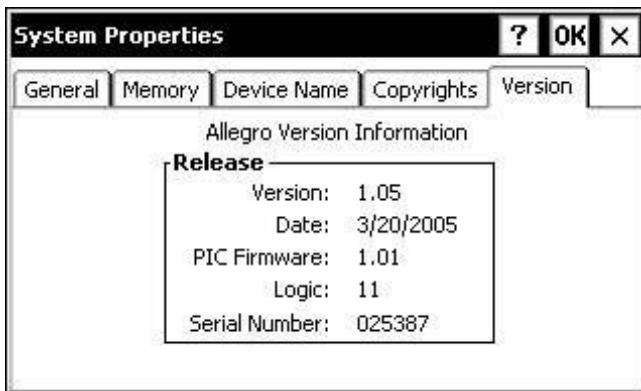 System Properties ? OK ×
General Memory Device Name Copyrights Version
Allegro Version Information
Release
Version: 1.05
Date: 3/20/2005
PIC Firmware: 1.01
Logic: 11
Serial Number: 025387